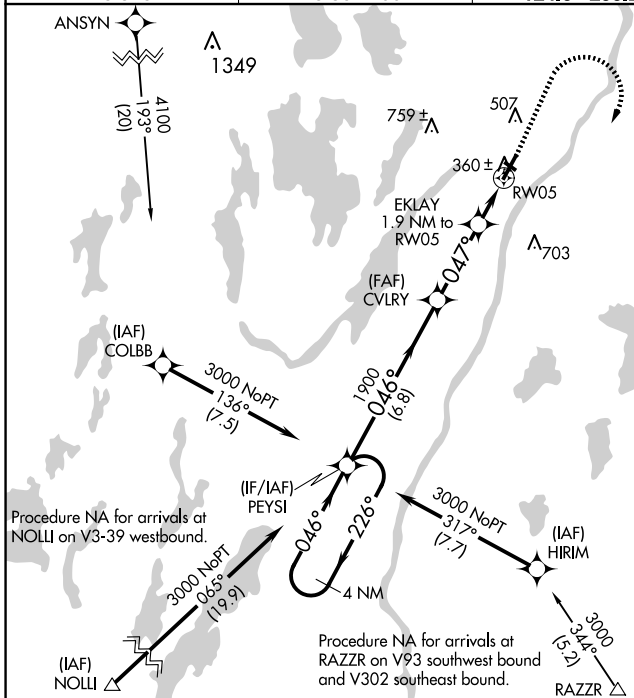 ANSYN
1349
4100
193°
(20)
759 ±
507
360 ±
RW05
EKLAY
1.9 NM to
RW05
703
047°
(FAF)
CVLRY
(IAF)
COLBB
3000 NoPT
136°
(7.5)
1900
046°
(6.8)
(IF/IAF)
PEYSI
046°
226°
4 NM
3000 NoPT
317°
(7.7)
(IAF)
HIRIM
Procedure NA for arrivals at
NOLLI on V3-39 westbound.
3000 NoPT
065°
(19.9)
(IAF)
NOLLI
Procedure NA for arrivals at
RAZZR on V93 southwest bound
and V302 southeast bound.
3000
344°
(5.2)
RAZZR